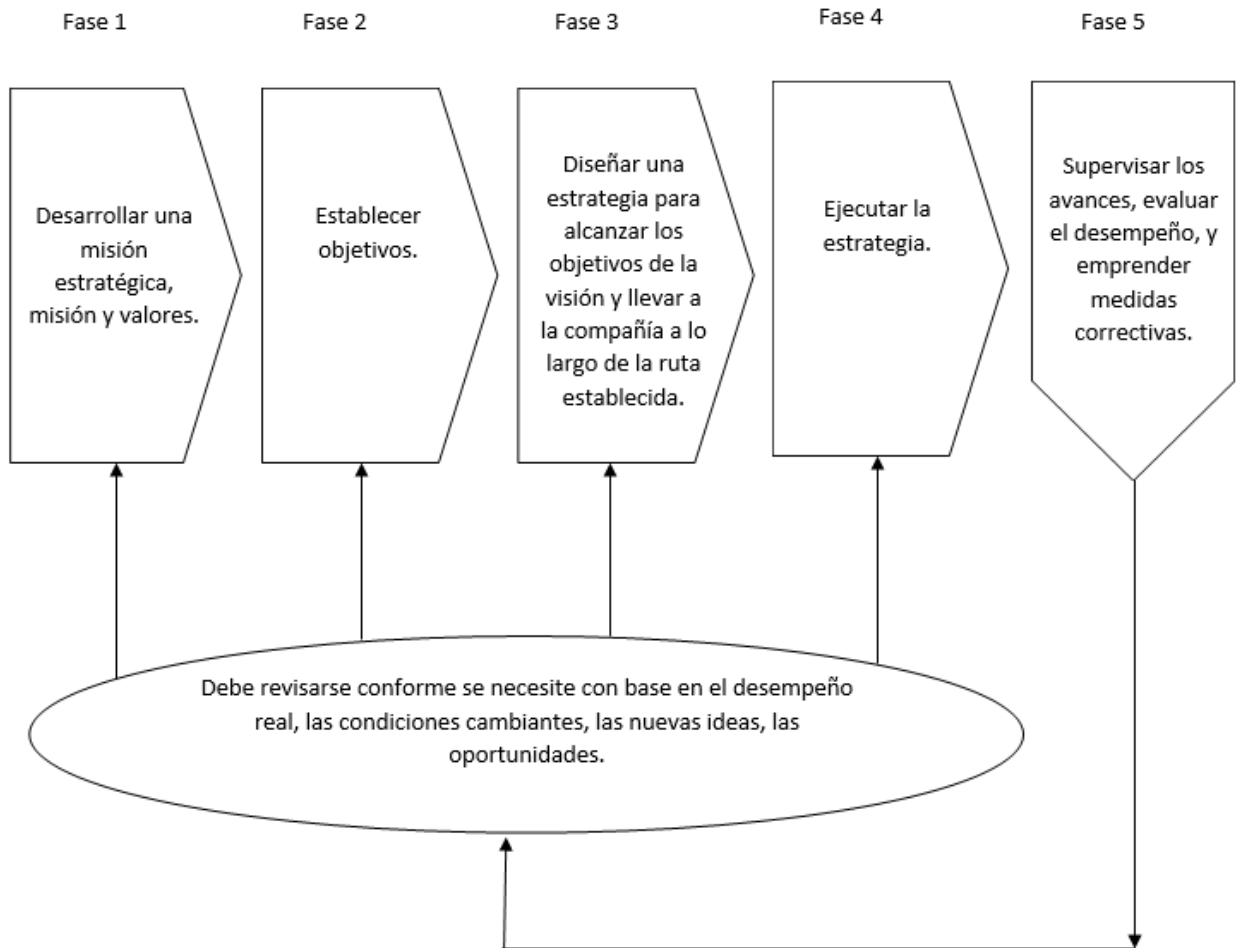 Fase 1
Fase 2
Fase 3
Fase 4
Fase 5
Desarrollar una
misión
estratégica,
misión y valores.
Establecer
objetivos.
Diseñar una
estrategia para
alcanzar los
objetivos de la
visión y llevar a
la compañía a lo
largo de la ruta
establecida.
Ejecutar la
estrategia.
Supervisar los
avances, evaluar
el desempeño, y
emprender
medidas
correctivas.
Debe revisarse conforme se necesite con base en el desempeño
real, las condiciones cambiantes, las nuevas ideas, las
oportunidades.